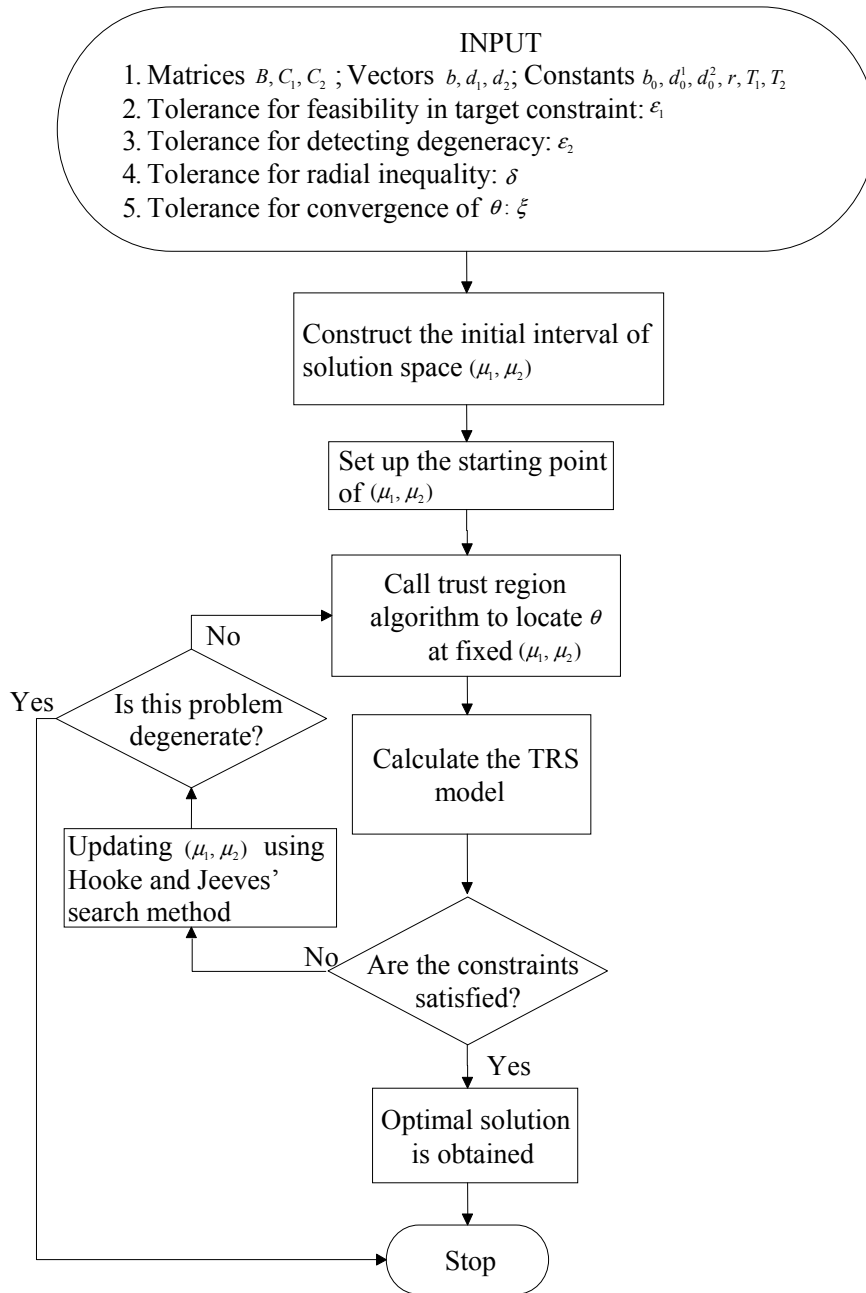 INPUT
1. Matrices B, C₁, C₂ ; Vectors b, d₁, d₂; Constants b₀, d₀¹, d₀², r, T₁, T₂
2. Tolerance for feasibility in target constraint: ε₁
3. Tolerance for detecting degeneracy: ε₂
4. Tolerance for radial inequality: δ
5. Tolerance for convergence of θ: ξ
Construct the initial interval of
solution space (μ₁, μ₂)
Set up the starting point
of (μ₁, μ₂)
Call trust region
algorithm to locate θ
at fixed (μ₁, μ₂)
No
Yes
Is this problem
degenerate?
Calculate the TRS
model
Updating (μ₁, μ₂) using
Hooke and Jeeves'
search method
No
Are the constraints
satisfied?
Yes
Optimal solution
is obtained
Stop